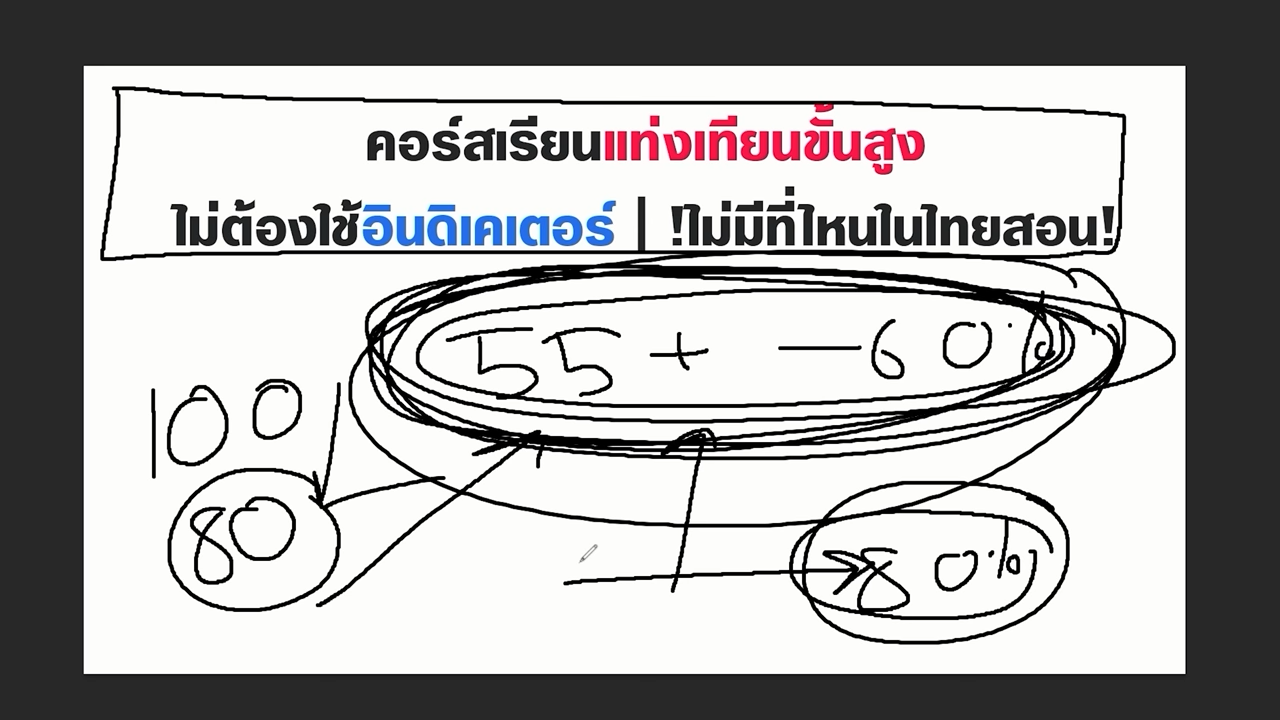 คอร์สเรียนแท่งเทียนขั้นสูง
ไม่ต้องใช้อินดิเคเตอร์ | !ไม่มีที่ไหนในไทยสอน!
55 + - 60%
100
80
80%